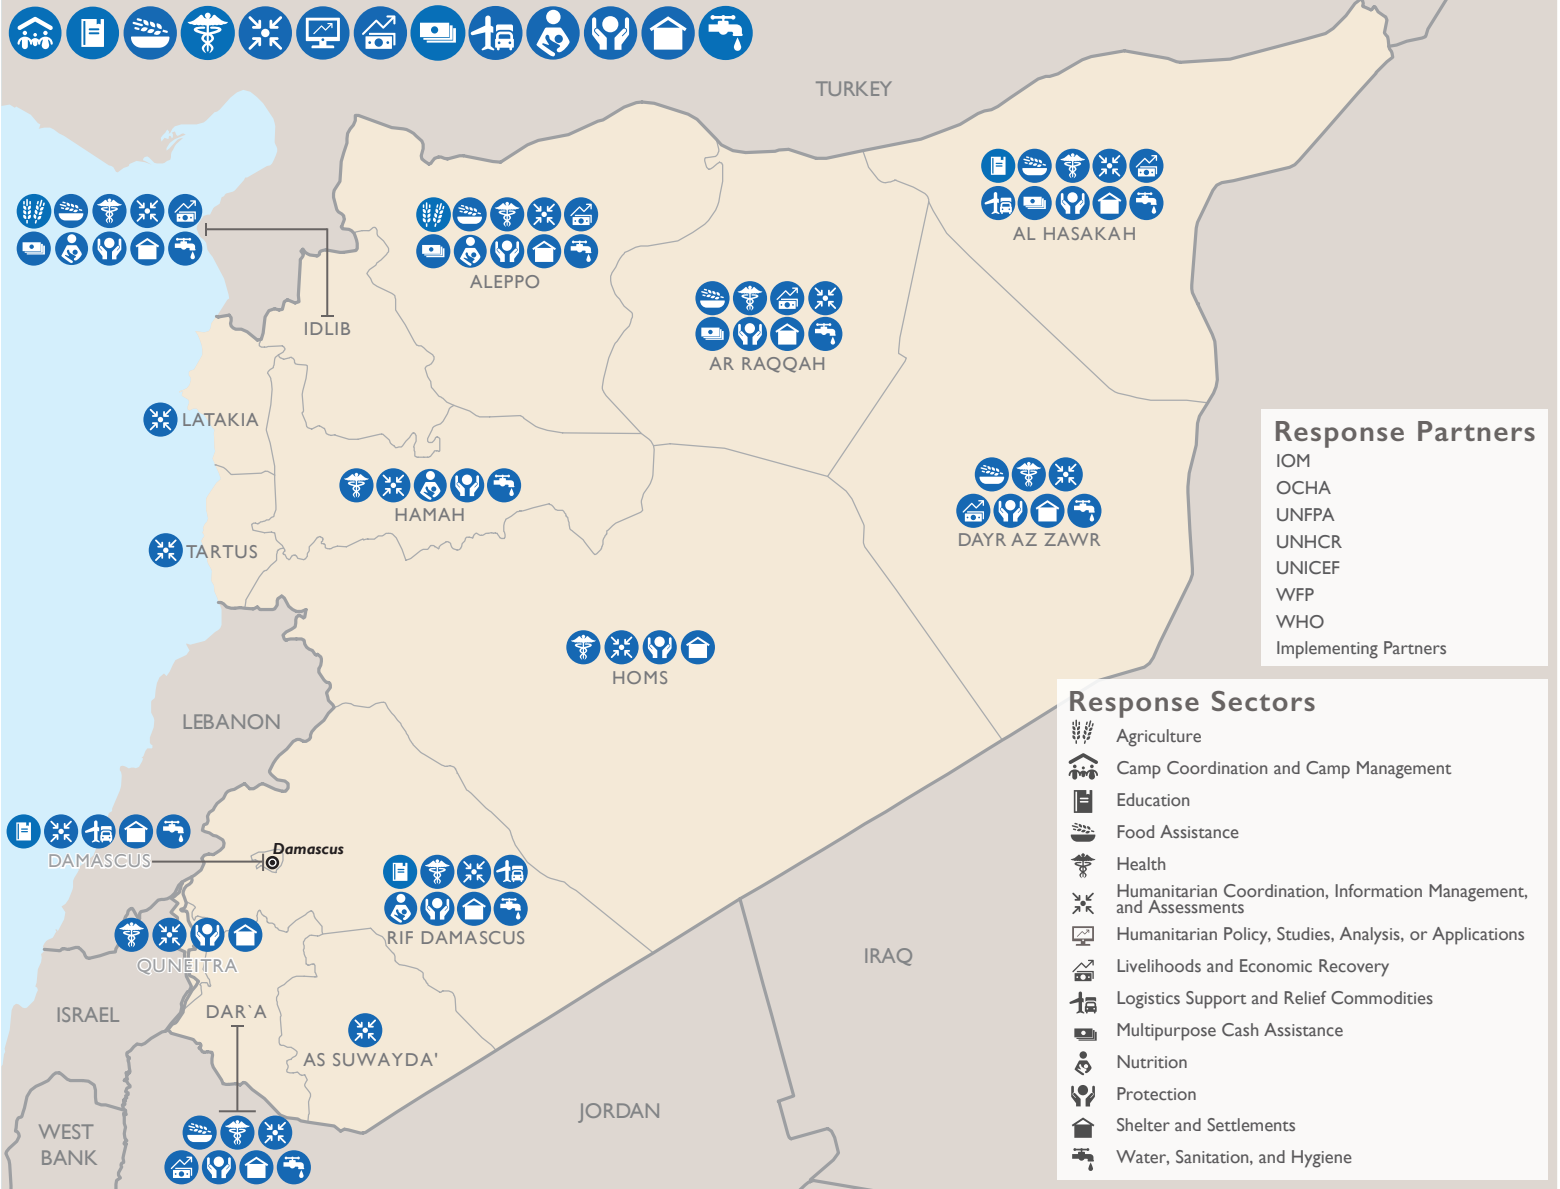 TURKEY
AL HASAKAH
ALEPPO
IDLIB
AR RAQQAH
LATAKIA
HAMAH
DAYR AZ ZAWR
TARTUS
HOMS
LEBANON
DAMASCUS
Damascus
RIF DAMASCUS
QUNEITRA
IRAQ
ISRAEL
DAR`A
AS SUWAYDA'
JORDAN
WEST
BANK
Response Partners
IOM
OCHA
UNFPA
UNHCR
UNICEF
WFP
WHO
Implementing Partners
Response Sectors
Agriculture
Camp Coordination and Camp Management
Education
Food Assistance
Health
Humanitarian Coordination, Information Management,
and Assessments
Humanitarian Policy, Studies, Analysis, or Applications
Livelihoods and Economic Recovery
Logistics Support and Relief Commodities
Multipurpose Cash Assistance
Nutrition
Protection
Shelter and Settlements
Water, Sanitation, and Hygiene